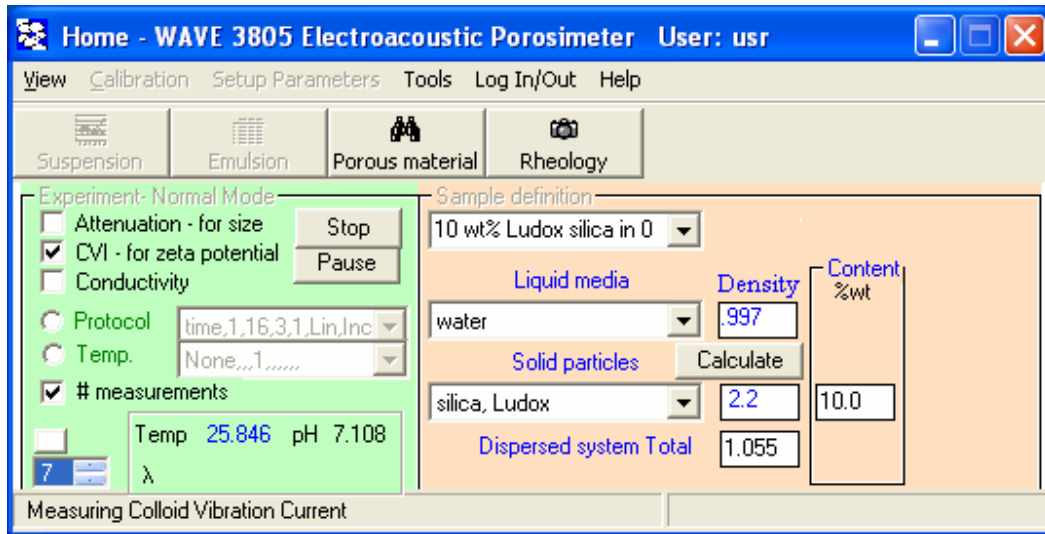 Home - WAVE 3805 Electroacoustic Porosimeter User: usr
View Calibration Setup Parameters Tools Log In/Out Help
Suspension Emulsion Porous material Rheology
Experiment- Normal Mode
Attenuation - for size Stop
CVI - for zeta potential Pause
Conductivity
Protocol time,1,16,3,1,Lin,Inc
Temp. None,,,1,,,,,,
# measurements
Temp 25.846 pH 7.108
7 λ
Sample definition
10 wt% Ludox silica in 0
Liquid media Density Content
%wt
water .997
Solid particles Calculate
silica, Ludox 2.2 10.0
Dispersed system Total 1.055
Measuring Colloid Vibration Current